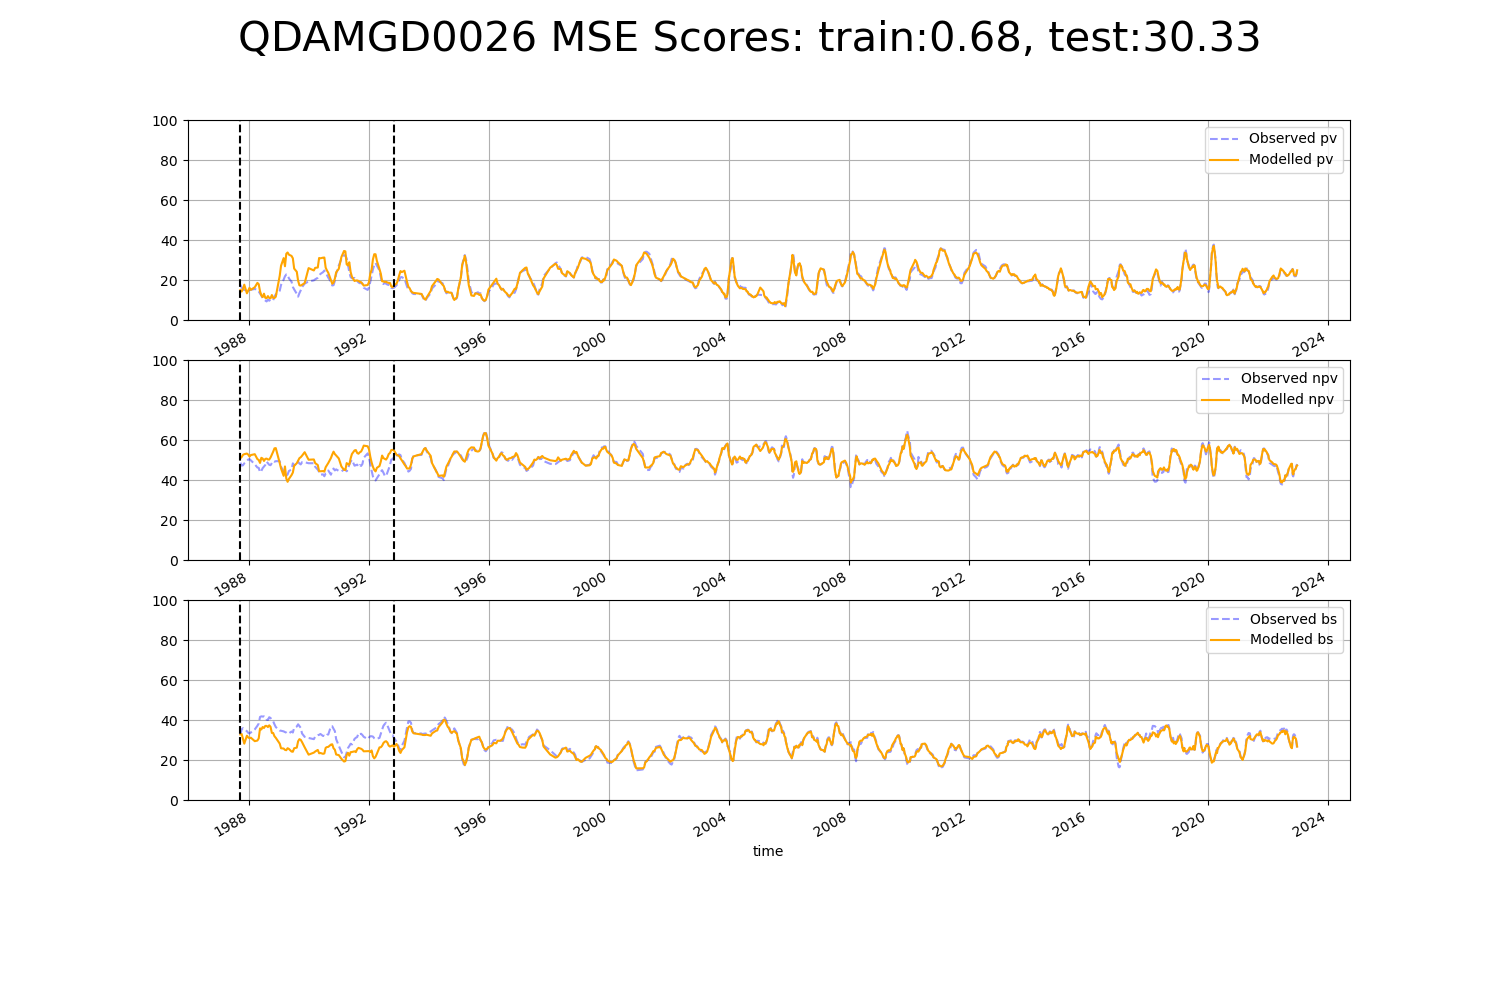 QDAMGD0026 MSE Scores: train:0.68, test:30.33
100
80
60
40
20
0
Observed pv
Modelled pv
1988 1992 1996 2000 2004 2008 2012 2016 2020 2024
100
80
60
40
20
0
Observed npv
Modelled npv
1988 1992 1996 2000 2004 2008 2012 2016 2020 2024
100
80
60
40
20
0
Observed bs
Modelled bs
1988 1992 1996 2000 2004 2008 2012 2016 2020 2024
time